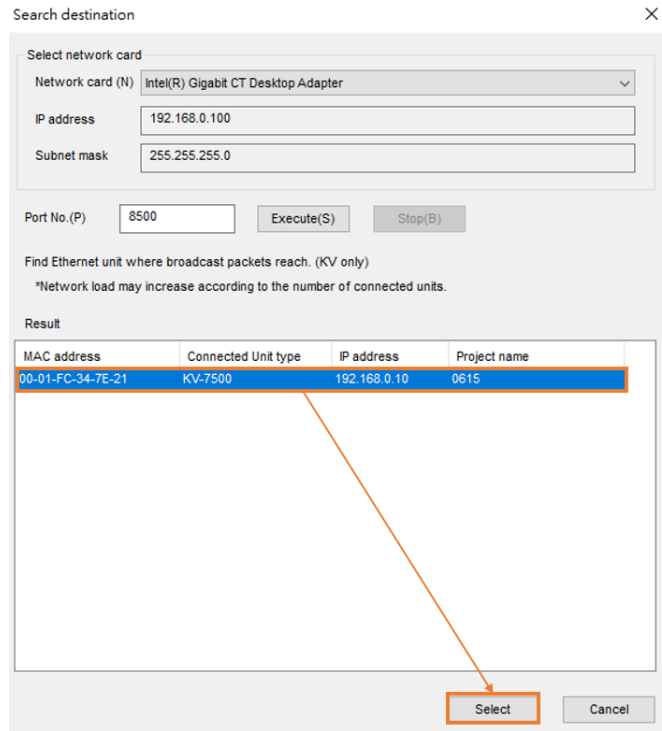 Search destination
Select network card
Network card (N) Intel(R) Gigabit CT Desktop Adapter
IP address 192.168.0.100
Subnet mask 255.255.255.0
Port No.(P) 8500 Execute(S) Stop(B)
Find Ethernet unit where broadcast packets reach. (KV only)
*Network load may increase according to the number of connected units.
Result
MAC address Connected Unit type IP address Project name
00-01-FC-34-7E-21 KV-7500 192.168.0.10 0615
Select Cancel